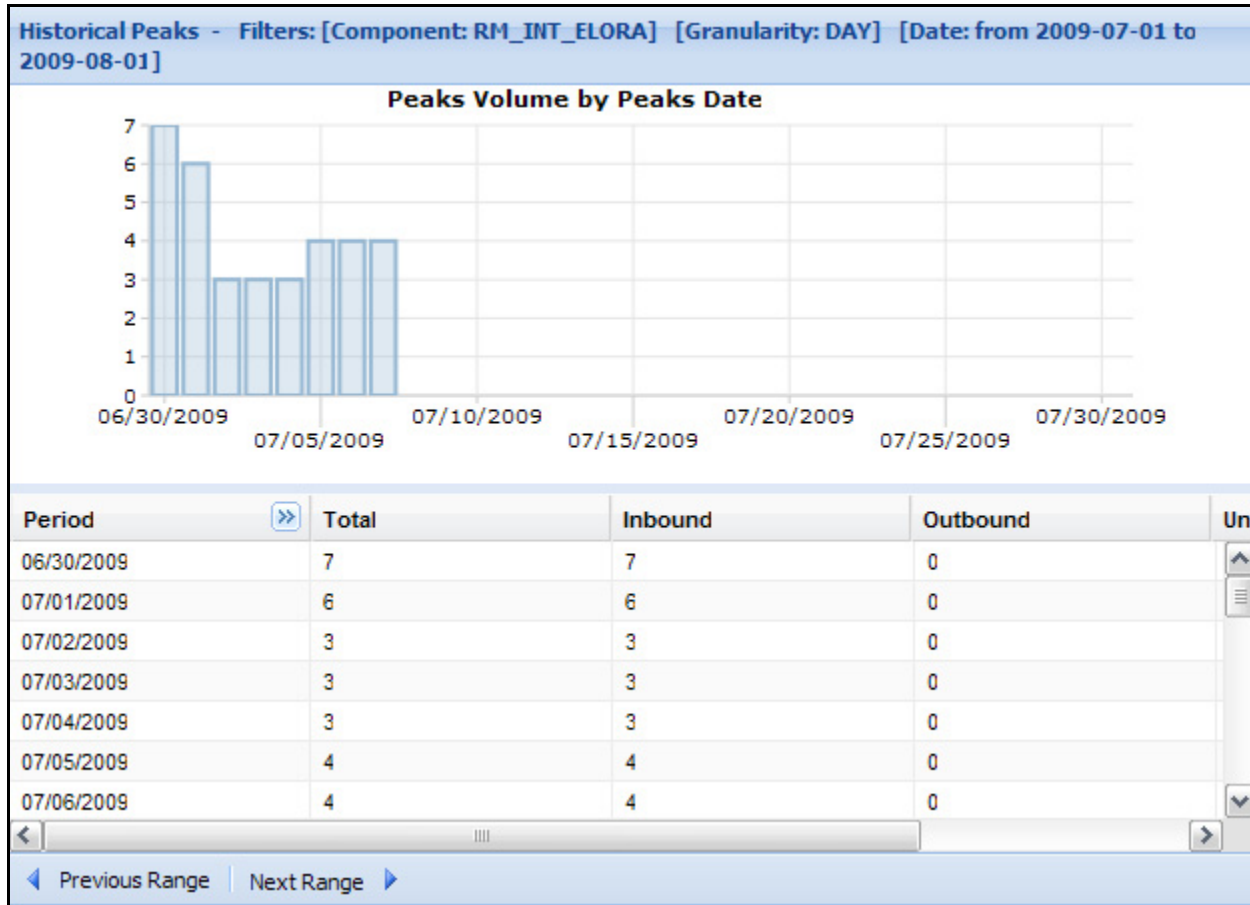 Historical Peaks - Filters: [Component: RM_INT_ELORA] [Granularity: DAY] [Date: from 2009-07-01 to
2009-08-01]
Peaks Volume by Peaks Date
7
6
5
4
3
2
1
0
06/30/2009 07/10/2009 07/20/2009 07/30/2009
07/05/2009 07/15/2009 07/25/2009
Period Total Inbound Outbound Un
06/30/2009 7 7 0
07/01/2009 6 6 0
07/02/2009 3 3 0
07/03/2009 3 3 0
07/04/2009 3 3 0
07/05/2009 4 4 0
07/06/2009 4 4 0
Previous Range Next Range